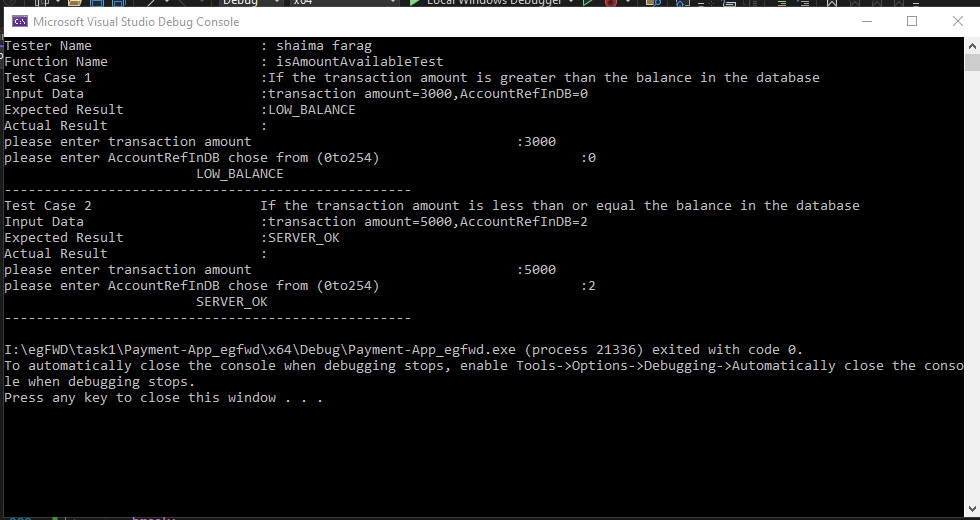 Debug x64 Local Windows Debugger
Microsoft Visual Studio Debug Console
Tester Name : shaima farag
Function Name : isAmountAvailableTest
Test Case 1 :If the transaction amount is greater than the balance in the database
Input Data :transaction amount=3000,AccountRefInDB=0
Expected Result :LOW_BALANCE
Actual Result :
please enter transaction amount :3000
please enter AccountRefInDB chose from (0to254) :0
LOW_BALANCE
---------------------------------------------------
Test Case 2 If the transaction amount is less than or equal the balance in the database
Input Data :transaction amount=5000,AccountRefInDB=2
Expected Result :SERVER_OK
Actual Result :
please enter transaction amount :5000
please enter AccountRefInDB chose from (0to254) :2
SERVER_OK
---------------------------------------------------
I:\egFWD\task1\Payment-App_egfwd\x64\Debug\Payment-App_egfwd.exe (process 21336) exited with code 0.
To automatically close the console when debugging stops, enable Tools->Options->Debugging->Automatically close the conso
le when debugging stops.
Press any key to close this window . . .